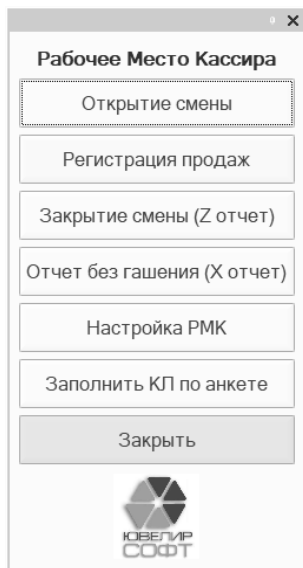 Рабочее Место Кассира
Открытие смены
Регистрация продаж
Закрытие смены (Z отчет)
Отчет без гашения (X отчет)
Настройка РМК
Заполнить КЛ по анкете
Закрыть
ЮВЕЛИР
СОФТ